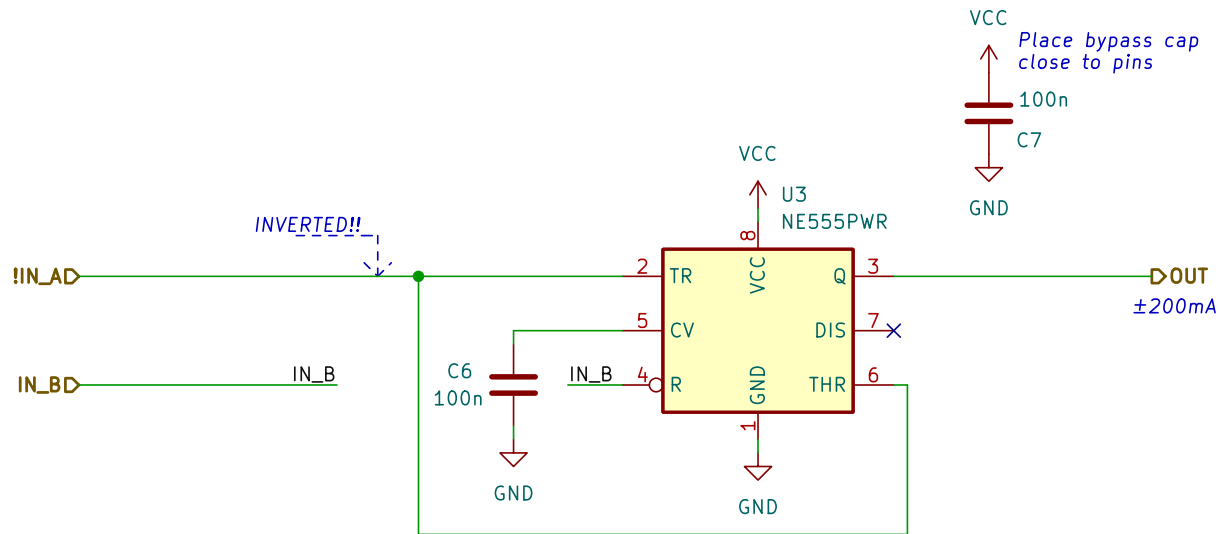 VCC
Place bypass cap
close to pins
100n
C7
GND
VCC
U3
NE555PWR
8
INVERTED!!
!IN_A
2
TR
VCC
Q
3
OUT
±200mA
5
CV
DIS
7
C6
100n
IN_B
IN_B
IN_B
4
R
GND
THR
6
1
GND
GND